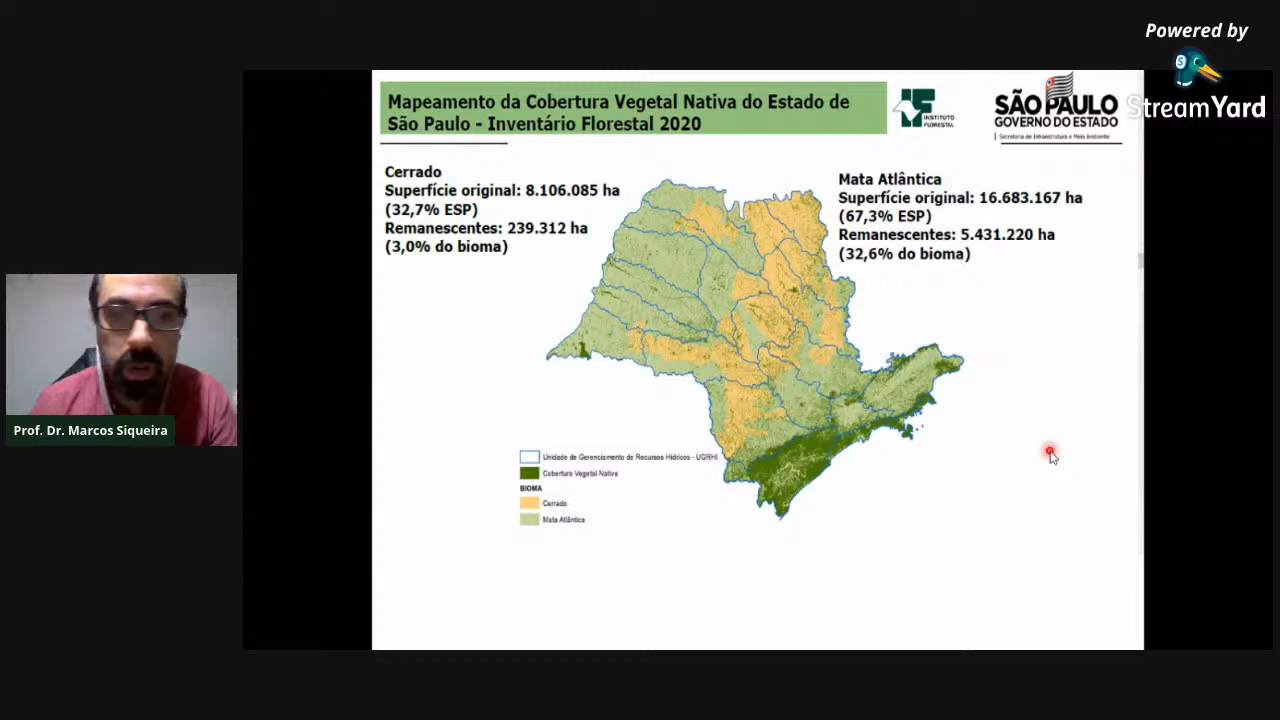 Powered by
StreamYard
Mapeamento da Cobertura Vegetal Nativa do Estado de
São Paulo - Inventário Florestal 2020
INSTITUTO
FLORESTAL
SÃO PAULO
GOVERNO DO ESTADO
Secretaria de Infraestrutura e Meio Ambiente
Cerrado
Superfície original: 8.106.085 ha
(32,7% ESP)
Remanescentes: 239.312 ha
(3,0% do bioma)
Mata Atlântica
Superfície original: 16.683.167 ha
(67,3% ESP)
Remanescentes: 5.431.220 ha
(32,6% do bioma)
Unidade de Gerenciamento de Recursos Hídricos - UGRHI
Cobertura Vegetal Nativa
BIOMA
Cerrado
Mata Atlântica
Prof. Dr. Marcos Siqueira